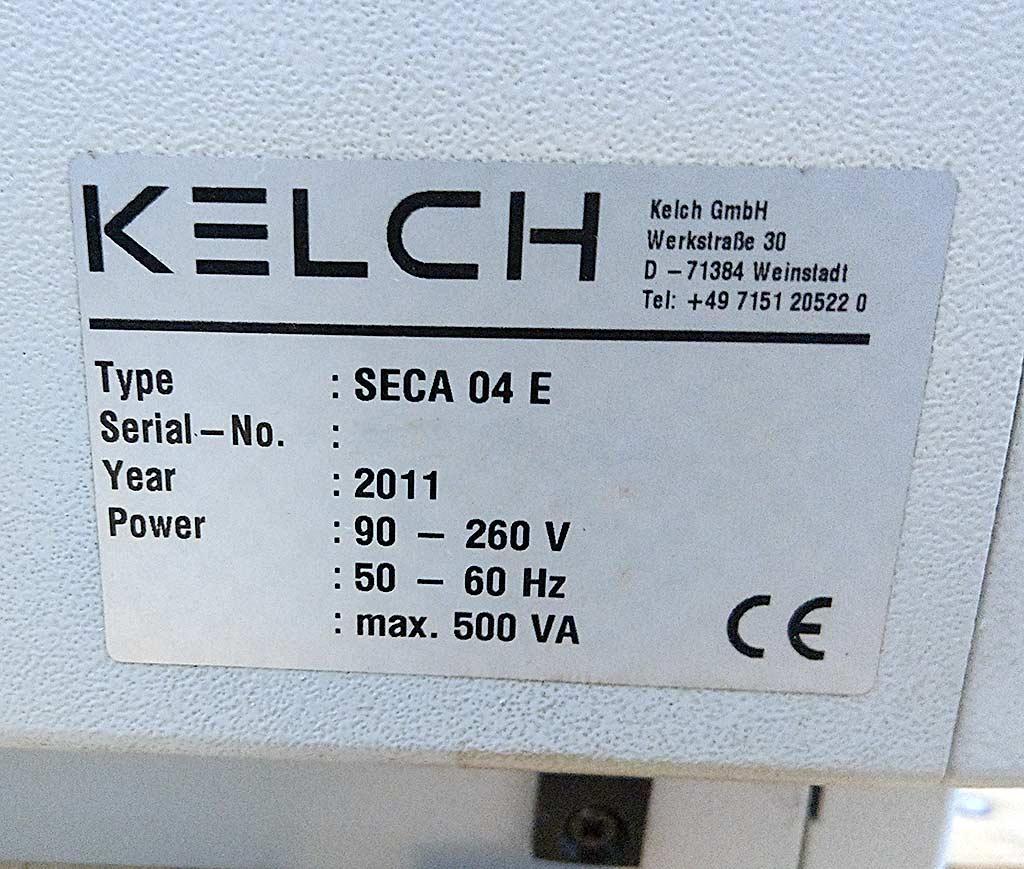 KELCH
Kelch GmbH
Werkstraße 30
D – 71384 Weinstadt
Tel: +49 7151 20522 0
Type : SECA 04 E
Serial – No. :
Year : 2011
Power : 90 – 260 V
: 50 – 60 Hz
: max. 500 VA
CE